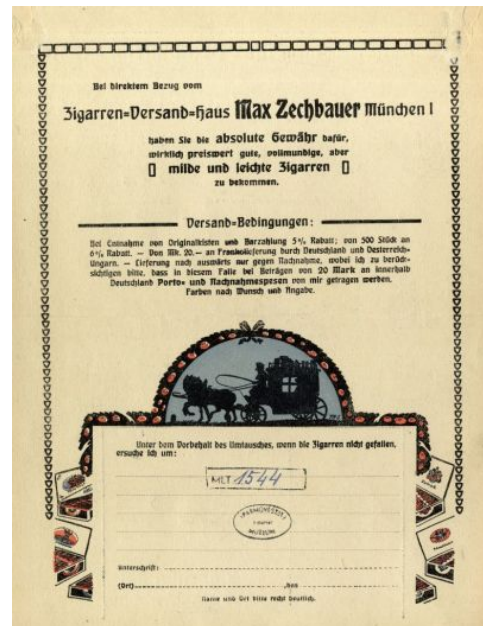 Bei direktem Bezug vom
Zigarren-Versand-Haus Max Zechbauer München I
haben Sie die absolute Gewähr dafür,
wirklich preiswert gute, vollmundige, aber
milde und leichte Zigarren
zu bekommen.
Versand-Bedingungen:
Bei Entnahme von Originalkisten und Barzahlung 5% Rabatt; von 500 Stück an
6% Rabatt. — Von Mk. 20.— an Frankolieferung durch Deutschland und Oesterreich-
Ungarn. — Lieferung nach auswärts nur gegen Nachnahme, wobei ich zu berück-
sichtigen bitte, dass in diesem Falle bei Beträgen von 20 Mark an innerhalb
Deutschland Porto- und Nachnahmespesen von mir getragen werden.
Farben nach Wunsch und Angabe.
Unter dem Vorbehalt des Umtausches, wenn die Zigarren nicht gefallen,
ersuche ich um:
MLT 1544
MUZEUM
Unterschrift:
(Ort) , den
Name und Ort bitte recht deutlich.